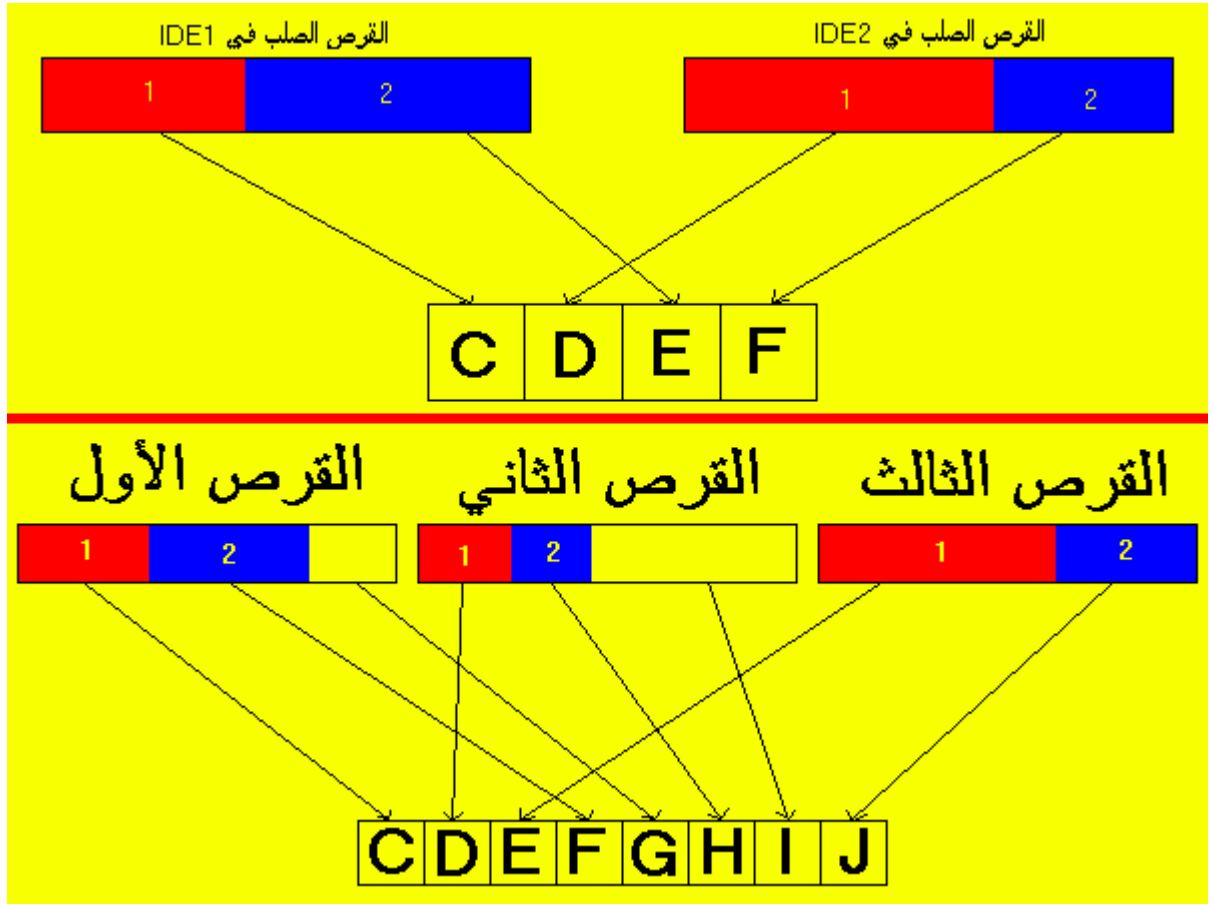 القرص الصلب في IDE1
القرص الصلب في IDE2
1 2
1 2
C D E F
القرص الأول
القرص الثاني
القرص الثالث
1 2
1 2
1 2
C D E F G H I J